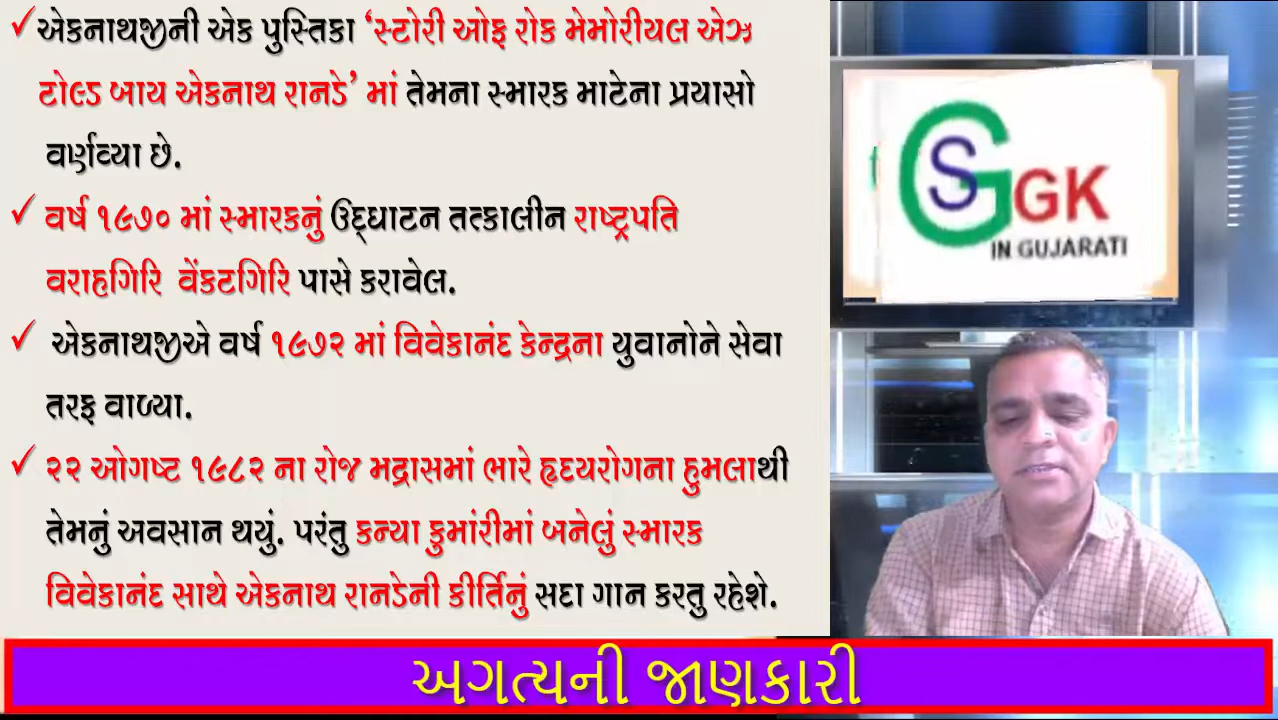 ✓એકનાથજીની એક પુસ્તિકા ‘સ્ટોરી ઓફ રોક મેમોરીયલ એઝ
ટોલ્ડ બાય એકનાથ રાનડે’ માં તેમના સ્મારક માટેના પ્રયાસો
વર્ણવ્યા છે.
✓ વર્ષ ૧૯૭૦ માં સ્મારકનું ઉદ્ઘાટન તત્કાલીન રાષ્ટ્રપતિ
વરાહગિરિ વેંકટગિરિ પાસે કરાવેલ.
✓ એકનાથજીએ વર્ષ ૧૯૭૨ માં વિવેકાનંદ કેન્દ્રના યુવાનોને સેવા
તરફ વાળ્યા.
✓ ૨૨ ઓગષ્ટ ૧૯૮૨ ના રોજ મદ્રાસમાં ભારે હૃદયરોગના હુમલાથી
તેમનું અવસાન થયું. પરંતુ કન્યા કુમાંરીમાં બનેલું સ્મારક
વિવેકાનંદ સાથે એકનાથ રાનડેની કીર્તિનું સદા ગાન કરતુ રહેશે.
GS GK
IN GUJARATI
અગત્યની જાણકારી